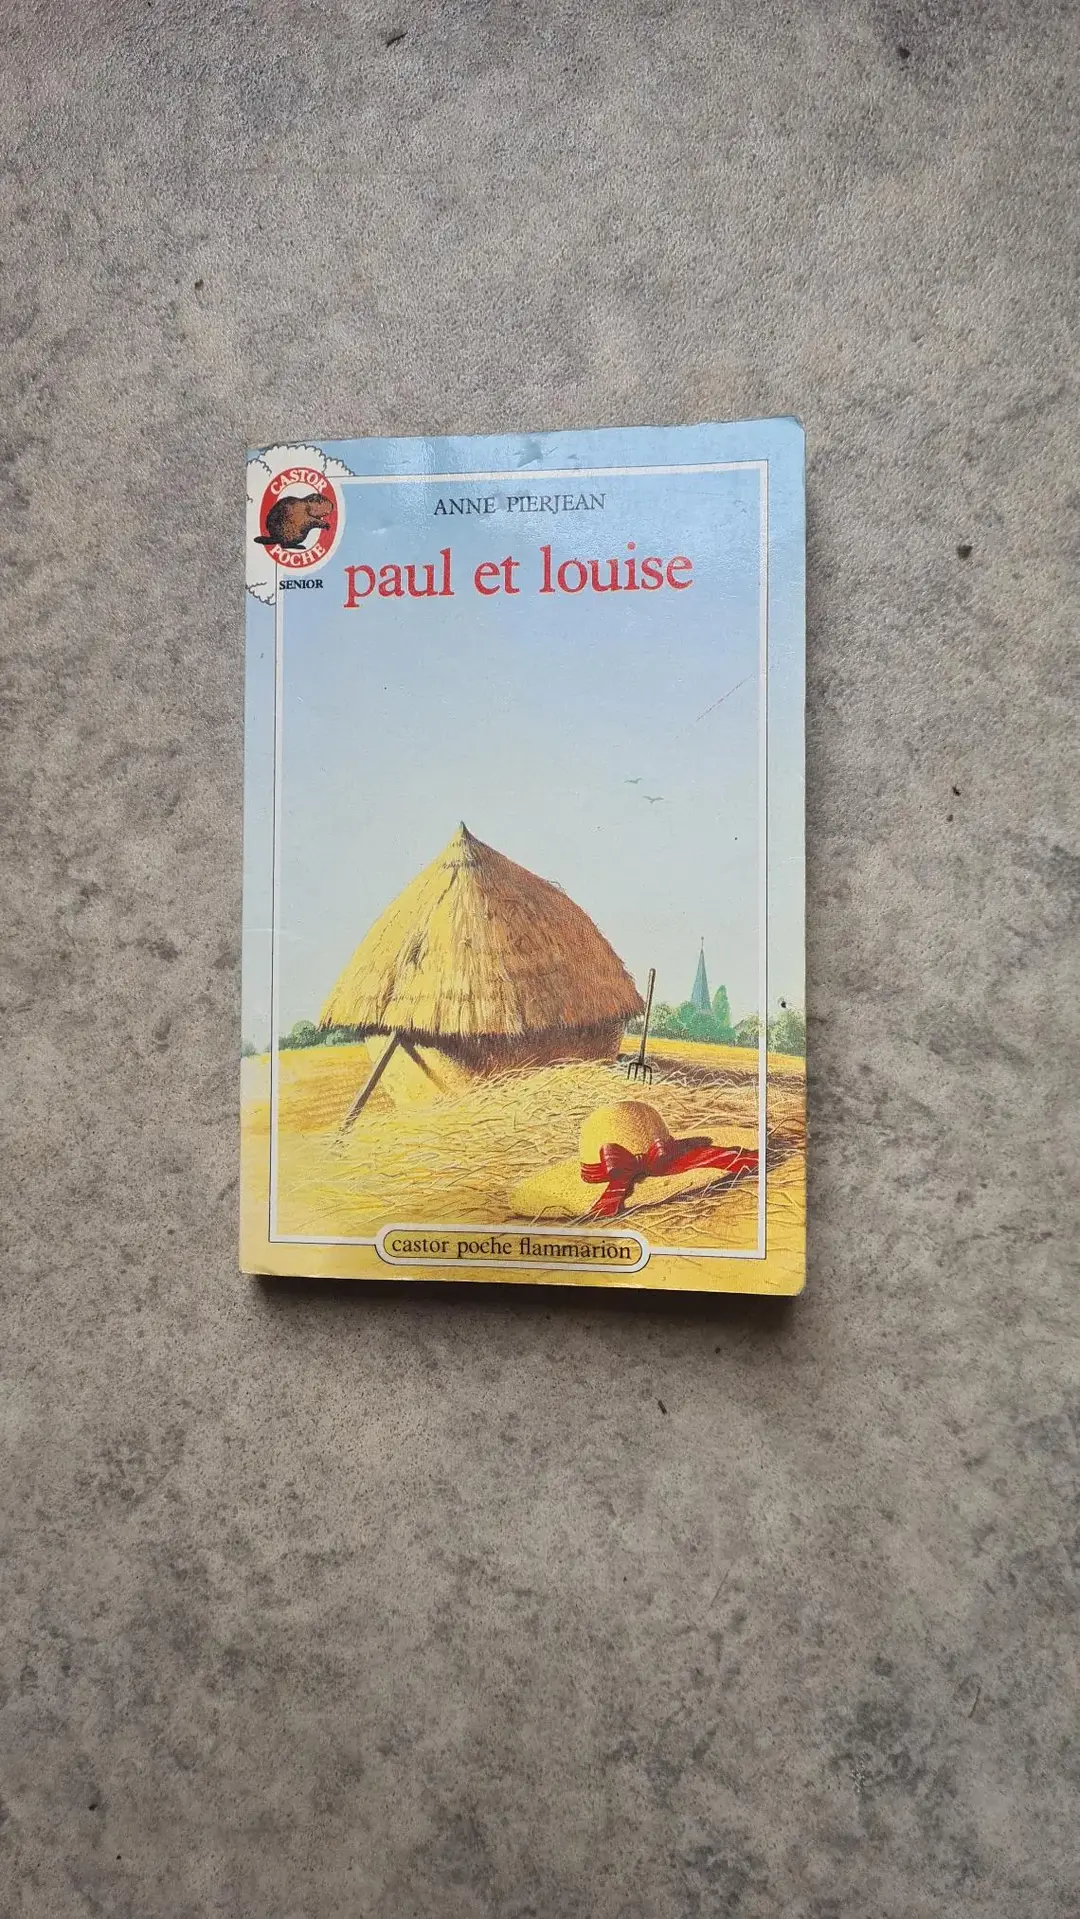 CASTOR
POCHE
SENIOR
ANNE PIERJEAN
paul et louise
castor poche flammarion